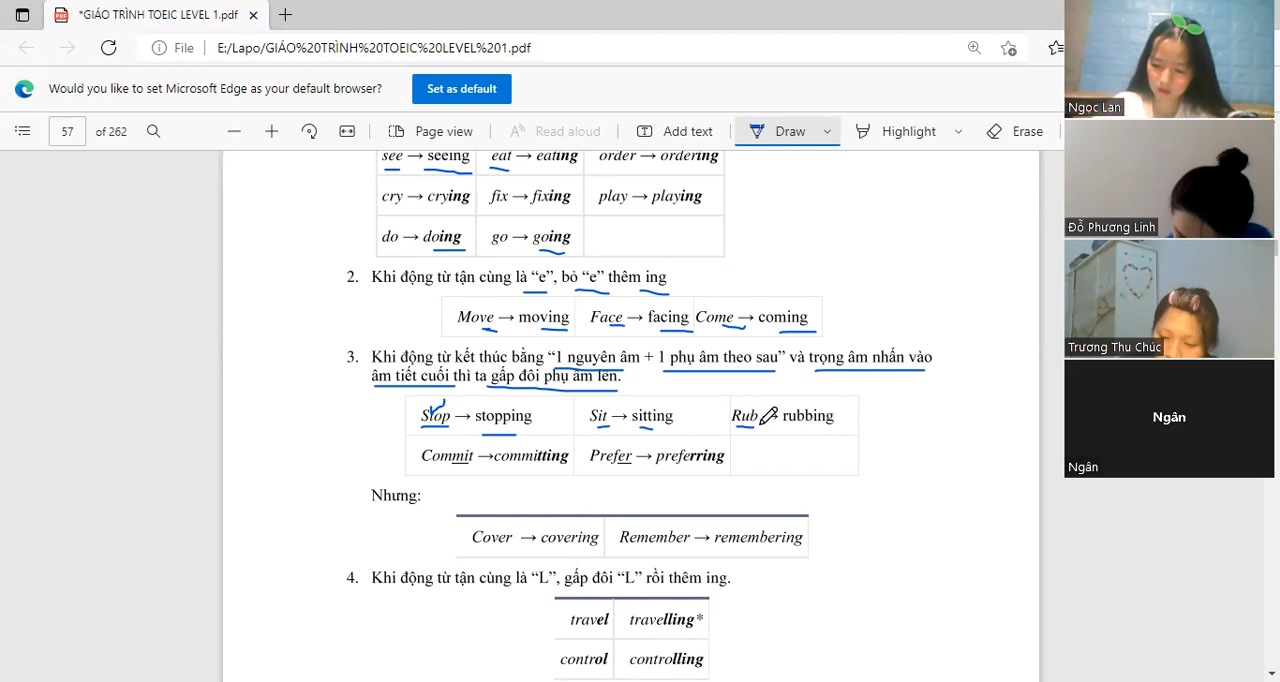 *GIÁO TRÌNH TOEIC LEVEL 1.pdf
File E:/Lapo/GIÁO%20TRÌNH%20TOEIC%20LEVEL%201.pdf
Would you like to set Microsoft Edge as your default browser? Set as default
57 of 262 Page view Read aloud Add text Draw Highlight Erase
see → seeing eat → eating order → ordering
cry → crying fix → fixing play → playing
do → doing go → going
2. Khi động từ tận cùng là “e”, bỏ “e” thêm ing
Move → moving Face → facing Come → coming
3. Khi động từ kết thúc bằng “1 nguyên âm + 1 phụ âm theo sau” và trọng âm nhấn vào
âm tiết cuối thì ta gấp đôi phụ âm lên.
Stop → stopping Sit → sitting Rub rubbing
Commit →committing Prefer → preferring
Nhưng:
Cover → covering Remember → remembering
4. Khi động từ tận cùng là “L”, gấp đôi “L” rồi thêm ing.
travel travelling*
control controlling
Ngọc Lan
Đỗ Phương Linh
Trương Thu Chúc
Ngân
Ngân